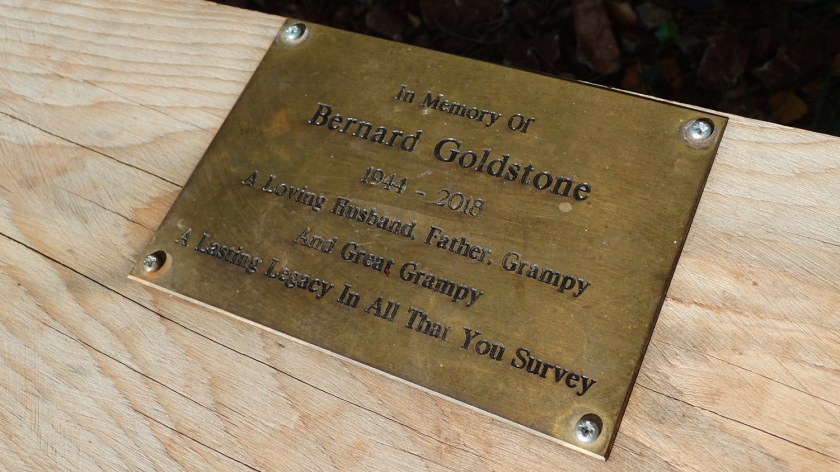 In Memory Of
Bernard Goldstone
1944 - 2018
A Loving Husband, Father, Grampy
And Great Grampy
A Lasting Legacy In All That You Survey